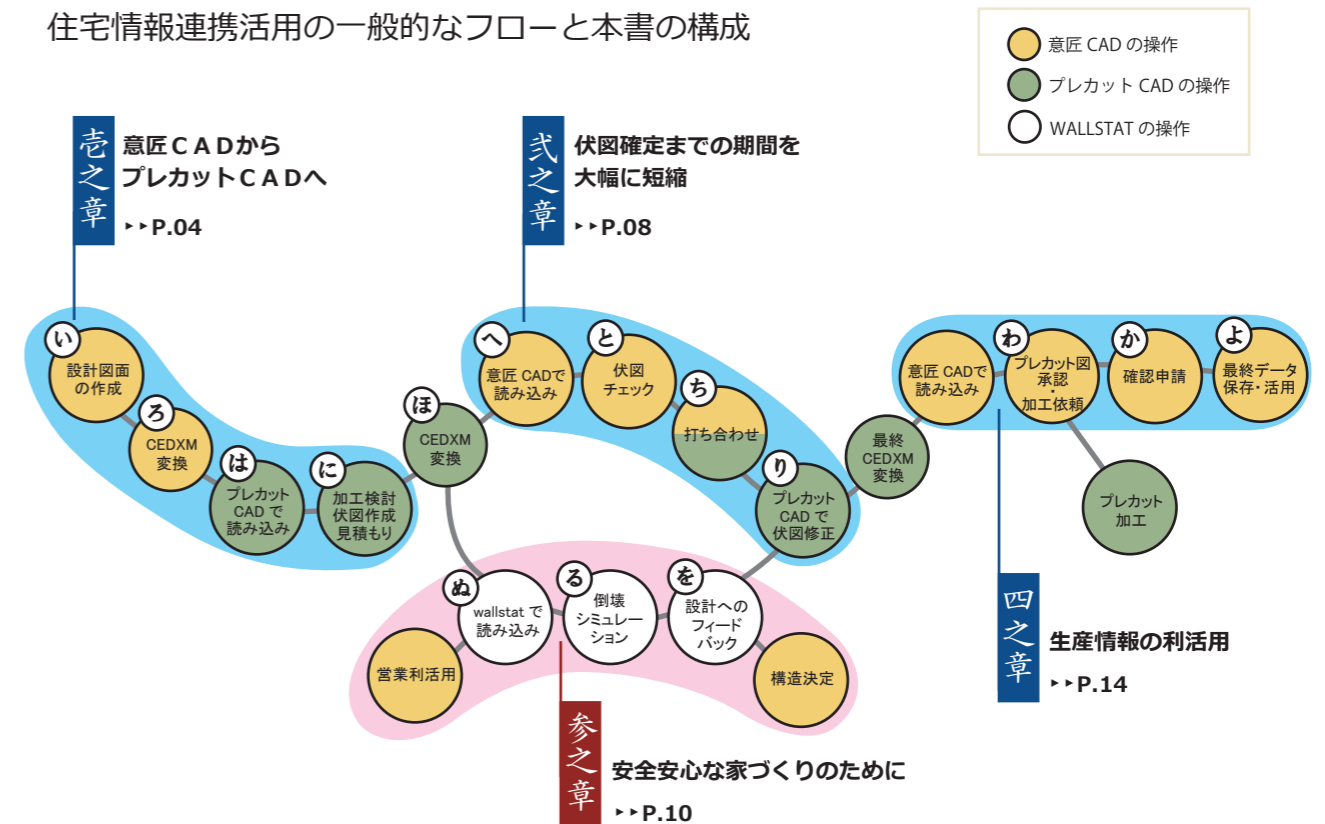 住宅情報連携活用の一般的なフローと本書の構成
意匠 CAD の操作
プレカット CAD の操作
WALLSTAT の操作
壱之章
意匠ＣＡＤから
プレカットＣＡＤへ
▸▸P.04
弐之章
伏図確定までの期間を
大幅に短縮
▸▸P.08
い
設計図面
の作成
ろ
CEDXM
変換
は
プレカット
CAD で
読み込み
に
加工検討
伏図作成
見積もり
ほ
CEDXM
変換
へ
意匠 CADで
読み込み
と
伏図
チェック
ち
打ち合わせ
り
プレカット
CAD で
伏図修正
最終
CEDXM
変換
意匠 CADで
読み込み
わ
プレカット図
承認
・
加工依頼
か
確認申請
よ
最終データ
保存・活用
プレカット
加工
営業利活用
ぬ
wallstat で
読み込み
る
倒壊
シミュレー
ション
を
設計への
フィード
バック
構造決定
参之章
安全安心な家づくりのために
▸▸P.10
四之章
生産情報の利活用
▸▸P.14